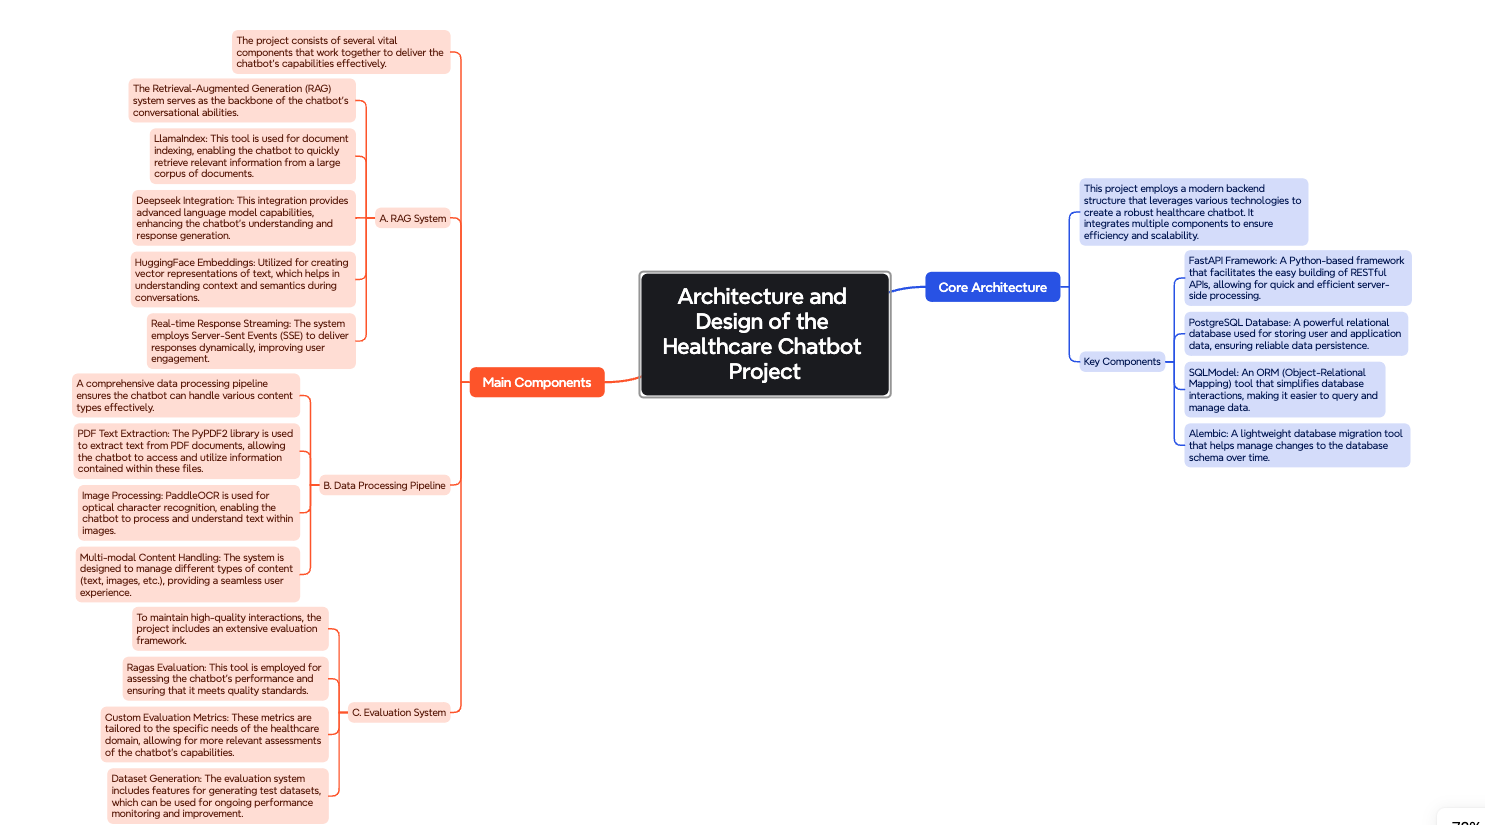 The project consists of several vital
components that work together to deliver the
chatbot's capabilities effectively.
The Retrieval-Augmented Generation (RAG)
system serves as the backbone of the chatbot's
conversational abilities.
LlamaIndex: This tool is used for document
indexing, enabling the chatbot to quickly
retrieve relevant information from a large
corpus of documents.
Deepseek Integration: This integration provides
advanced language model capabilities,
enhancing the chatbot's understanding and
response generation.
A. RAG System
HuggingFace Embeddings: Utilized for creating
vector representations of text, which helps in
understanding context and semantics during
conversations.
Real-time Response Streaming: The system
employs Server-Sent Events (SSE) to deliver
responses dynamically, improving user
engagement.
A comprehensive data processing pipeline
ensures the chatbot can handle various content
types effectively.
PDF Text Extraction: The PyPDF2 library is used
to extract text from PDF documents, allowing
the chatbot to access and utilize information
contained within these files.
B. Data Processing Pipeline
Image Processing: PaddleOCR is used for
optical character recognition, enabling the
chatbot to process and understand text within
images.
Multi-modal Content Handling: The system is
designed to manage different types of content
(text, images, etc.), providing a seamless user
experience.
To maintain high-quality interactions, the
project includes an extensive evaluation
framework.
Ragas Evaluation: This tool is employed for
assessing the chatbot's performance and
ensuring that it meets quality standards.
C. Evaluation System
Custom Evaluation Metrics: These metrics are
tailored to the specific needs of the healthcare
domain, allowing for more relevant assessments
of the chatbot's capabilities.
Dataset Generation: The evaluation system
includes features for generating test datasets,
which can be used for ongoing performance
monitoring and improvement.
Main Components
Architecture and
Design of the
Healthcare Chatbot
Project
Core Architecture
This project employs a modern backend
structure that leverages various technologies to
create a robust healthcare chatbot. It
integrates multiple components to ensure
efficiency and scalability.
Key Components
FastAPI Framework: A Python-based framework
that facilitates the easy building of RESTful
APIs, allowing for quick and efficient server-
side processing.
PostgreSQL Database: A powerful relational
database used for storing user and application
data, ensuring reliable data persistence.
SQLModel: An ORM (Object-Relational
Mapping) tool that simplifies database
interactions, making it easier to query and
manage data.
Alembic: A lightweight database migration tool
that helps manage changes to the database
schema over time.